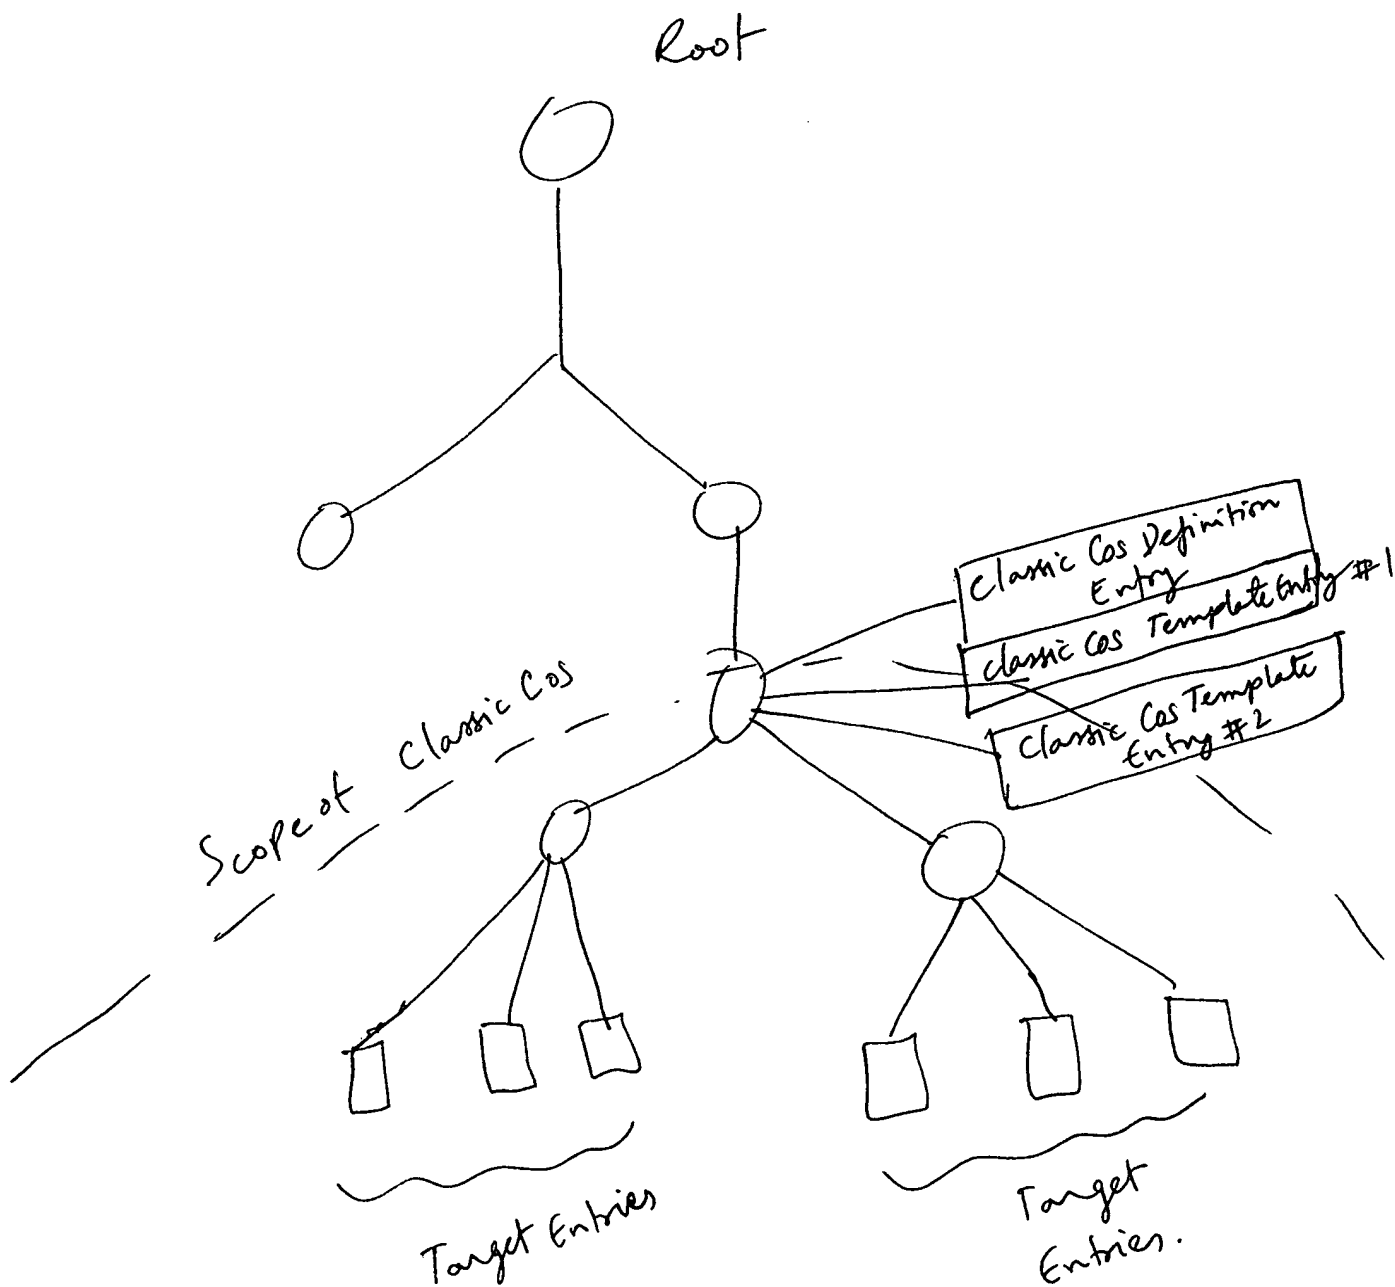 Root
Classic Cos Definition
Entry
Classic Cos Template Entry #1
Classic Cos Template
Entry #2
Scope of Classic Cos
Target Entries
Target
Entries.